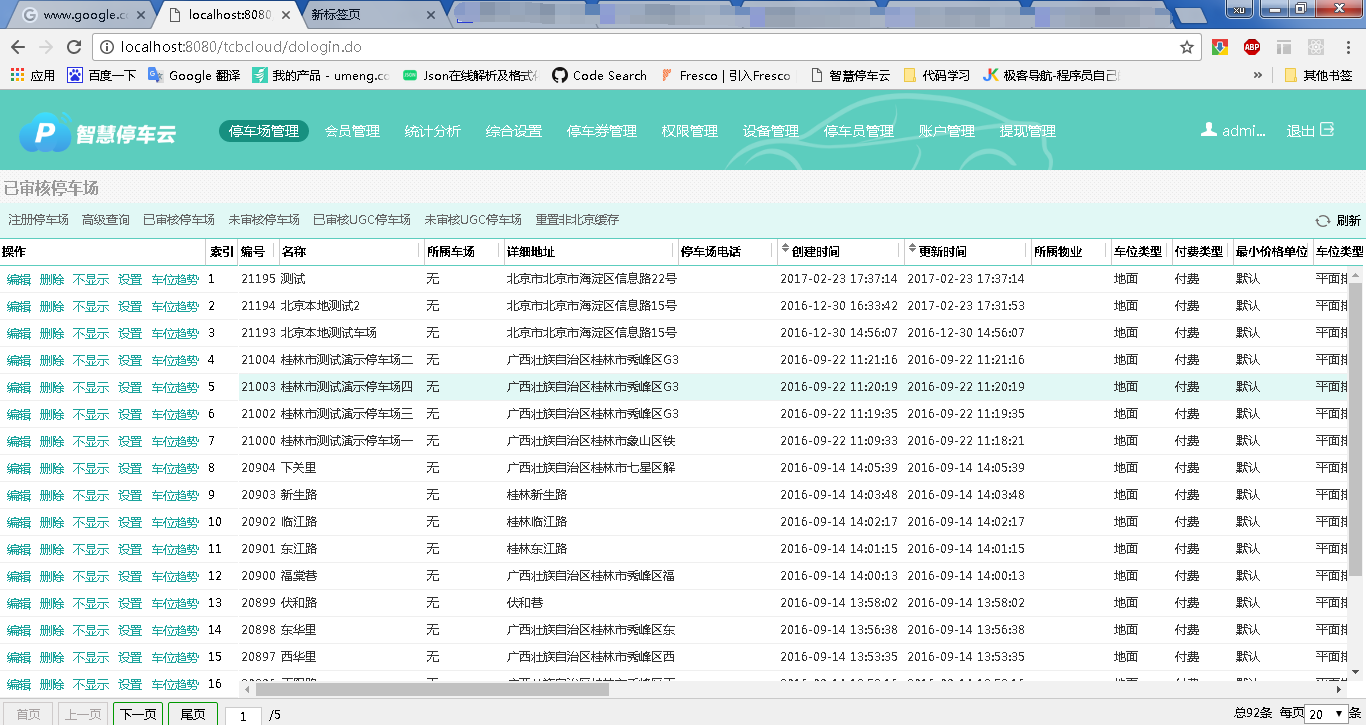 www.google.c
localhost:8080
新标签页
xu
localhost:8080/tcbcloud/dologin.do
ABP
应用 百度一下 Google 翻译 我的产品 - umeng.cc Json在线解析及格式 Code Search Fresco | 引入Fresco 智慧停车云 代码学习 极客导航-程序员自己 » 其他书签
P 智慧停车云 停车场管理 会员管理 统计分析 综合设置 停车券管理 权限管理 设备管理 停车员管理 账户管理 提现管理 admi... 退出
已审核停车场
注册停车场 高级查询 已审核停车场 未审核停车场 已审核UGC停车场 未审核UGC停车场 重置非北京缓存 刷新
操作 索引 编号 名称 所属车场 详细地址 停车场电话 创建时间 更新时间 所属物业 车位类型 付费类型 最小价格单位 车位类型
编辑 删除 不显示 设置 车位趋势 1 21195 测试 无 北京市北京市海淀区信息路22号 2017-02-23 17:37:14 2017-02-23 17:37:14 地面 付费 默认 平面排
编辑 删除 不显示 设置 车位趋势 2 21194 北京本地测试2 无 北京市北京市海淀区信息路15号 2016-12-30 16:33:42 2017-02-23 17:31:53 地面 付费 默认 平面排
编辑 删除 不显示 设置 车位趋势 3 21193 北京本地测试车场 无 北京市北京市海淀区信息路15号 2016-12-30 14:56:07 2016-12-30 14:56:07 地面 付费 默认 平面排
编辑 删除 不显示 设置 车位趋势 4 21004 桂林市测试演示停车场二 无 广西壮族自治区桂林市秀峰区G3 2016-09-22 11:21:16 2016-09-22 11:21:16 地面 付费 默认 平面排
编辑 删除 不显示 设置 车位趋势 5 21003 桂林市测试演示停车场四 无 广西壮族自治区桂林市秀峰区G3 2016-09-22 11:20:19 2016-09-22 11:20:19 地面 付费 默认 平面排
编辑 删除 不显示 设置 车位趋势 6 21002 桂林市测试演示停车场三 无 广西壮族自治区桂林市秀峰区G3 2016-09-22 11:19:35 2016-09-22 11:19:35 地面 付费 默认 平面排
编辑 删除 不显示 设置 车位趋势 7 21000 桂林市测试演示停车场一 无 广西壮族自治区桂林市象山区铁 2016-09-22 11:09:33 2016-09-22 11:18:21 地面 付费 默认 平面排
编辑 删除 不显示 设置 车位趋势 8 20904 下关里 无 广西壮族自治区桂林市七星区解 2016-09-14 14:05:39 2016-09-14 14:05:39 地面 付费 默认 平面排
编辑 删除 不显示 设置 车位趋势 9 20903 新生路 无 桂林新生路 2016-09-14 14:03:48 2016-09-14 14:03:48 地面 付费 默认 平面排
编辑 删除 不显示 设置 车位趋势 10 20902 临江路 无 桂林临江路 2016-09-14 14:02:17 2016-09-14 14:02:17 地面 付费 默认 平面排
编辑 删除 不显示 设置 车位趋势 11 20901 东江路 无 桂林东江路 2016-09-14 14:01:15 2016-09-14 14:01:15 地面 付费 默认 平面排
编辑 删除 不显示 设置 车位趋势 12 20900 福棠巷 无 广西壮族自治区桂林市秀峰区福 2016-09-14 14:00:13 2016-09-14 14:00:13 地面 付费 默认 平面排
编辑 删除 不显示 设置 车位趋势 13 20899 伏和路 无 伏和巷 2016-09-14 13:58:02 2016-09-14 13:58:02 地面 付费 默认 平面排
编辑 删除 不显示 设置 车位趋势 14 20898 东华里 无 广西壮族自治区桂林市秀峰区东 2016-09-14 13:56:38 2016-09-14 13:56:38 地面 付费 默认 平面排
编辑 删除 不显示 设置 车位趋势 15 20897 西华里 无 广西壮族自治区桂林市秀峰区西 2016-09-14 13:53:35 2016-09-14 13:53:35 地面 付费 默认 平面排
编辑 删除 不显示 设置 车位趋势 16
首页 上一页 下一页 尾页 1 /5 总92条 每页 20 条